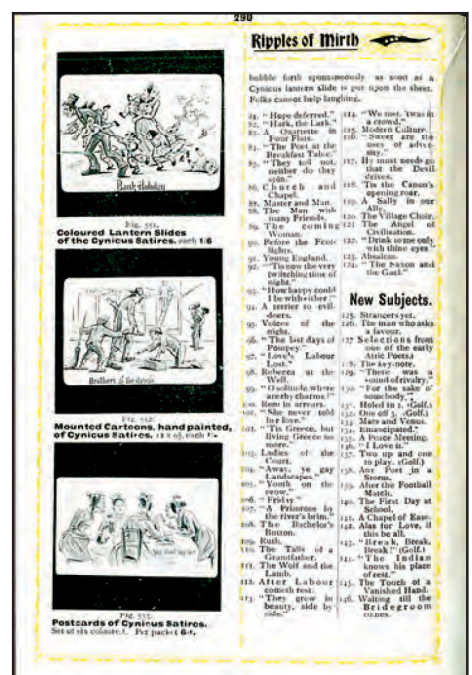 290
Bank Holiday
Fig. 551.
Coloured Lantern Slides
of the Cynicus Satires. each 1/6
Brothers of the Brush
Mounted Cartoons, hand painted,
of Cynicus Satires.
Postcards of Cynicus Satires.
Set of six coloured. Per packet
Ripples of Mirth
bubble forth spontaneously as soon as a
Cynicus lantern slide is put upon the sheet.
Folks cannot help laughing.
81. "Hope deferred."
82. "Hark, the Lark."
83. A Quartette in
Four Flats.
84. "The Poet at the
Breakfast Table."
85. "They toil not,
neither do they
spin."
86. Church and
Chapel.
87. Master and Man.
88. The Man with
many Friends.
89. The coming
Woman.
90. Before the Foot-
lights.
91. Young England.
92. "'Tis now the very
twitching time of
night."
93. "How happy could
I be with either."
94. A terrier to evil-
doers.
95. Voices of the
night.
96. "The last days of
Pompey."
97. "Love's Labour
Lost."
98. Rebecca at the
Well.
99. "O solitude, where
are thy charms?"
100. Rent in arrears.
101. "She never told
her love."
102. "'Tis Greece, but
living Greece no
more."
103. Ladies of the
Court.
104. "Away, ye gay
Landscapes."
105. "Youth on the
prow."
106. "Friday."
107. "A Primrose by
the river's brim."
108. The Bachelor's
Button.
109. Ruth.
110. The Tails of a
Grandfather.
111. The Wolf and the
Lamb.
112. After Labour
cometh rest.
113. "They grew in
beauty, side by
side."
114. "We met, 'twas in
a crowd."
115. Modern Culture.
116. "Sweet are the
uses of adver-
sity."
117. He must needs go
that the Devil
drives.
118. 'Tis the Canon's
opening roar.
119. A Sally in our
Ally.
120. The Village Choir.
121. The Angel of
Civilisation.
122. "Drink to me only
with thine eyes."
123. Absalom.
124. "The Saxon and
the Gael."
New Subjects.
125. Strangers yet.
126. The man who asks
a favour.
127. Selections from
one of the early
Attic Poets.)
128. The key-note.
129. "There was a
sound of rivalry."
130. "For the sake o'
somebody."
131. Holed in 1. (Golf.)
132. One off 3. (Golf.)
133. Mars and Venus.
134. Emancipated."
135. A Peace Meeting.
136. "I Love it."
137. Two up and one
to play. (Golf)
138. Any Port in a
Storm.
139. After the Football
Match.
140. The First Day at
School.
141. A Chapel of Ease.
142. Alas for Love, if
this be all.
143. "Break, Break,
Break!" (Golf.)
144. "The Indian
knows his place
of rest."
145. The Touch of a
Vanished Hand.
146. Waiting till the
Bridegroom
comes.